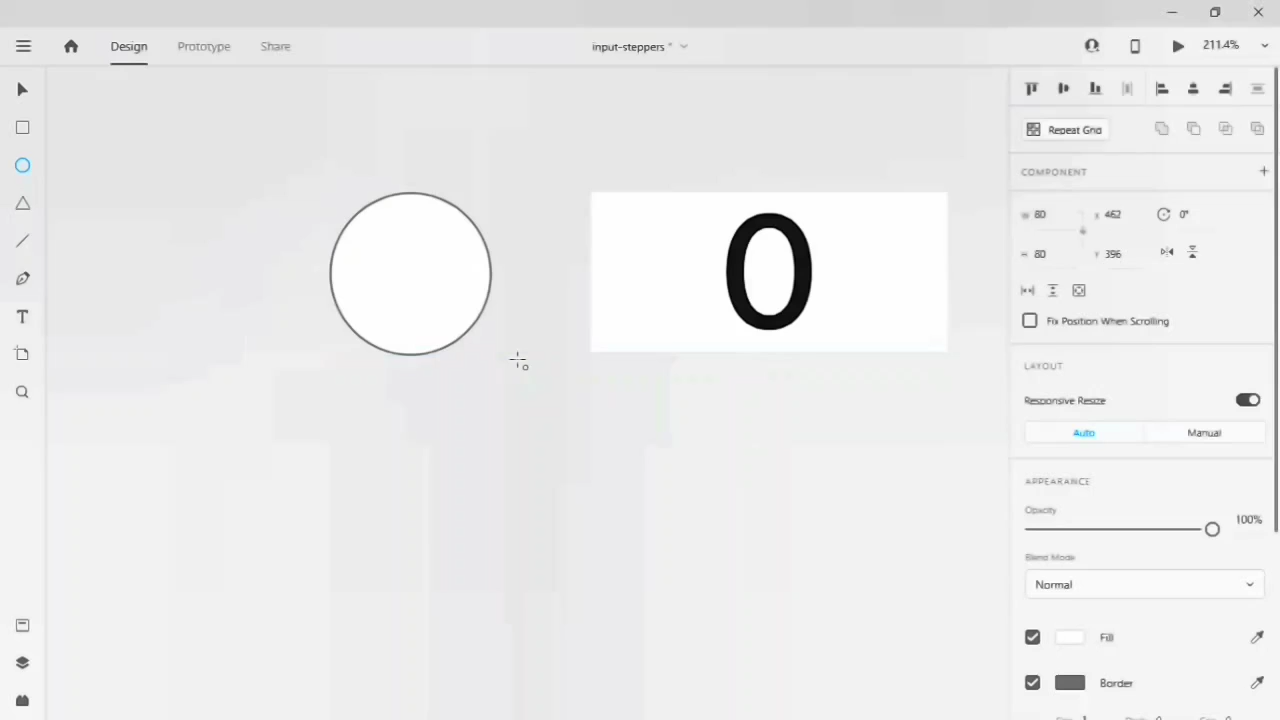 Design Prototype Share input-steppers * 211.4%
Repeat Grid
COMPONENT
W 80 X 462 0°
H 80 Y 396
Fix Position When Scrolling
LAYOUT
Responsive Resize
Auto Manual
APPEARANCE
Opacity
100%
Blend Mode
Normal
Fill
Border
T
0